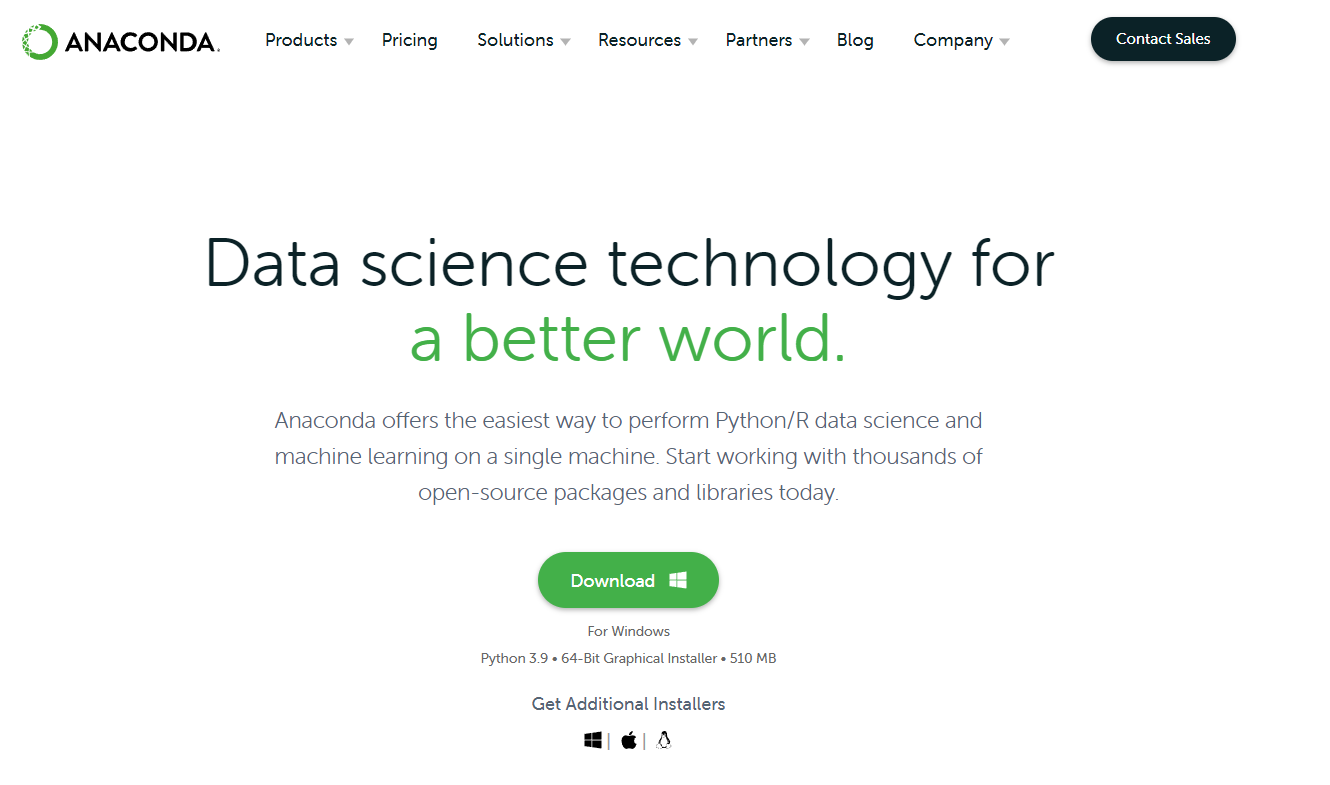 ANACONDA.
Products Pricing Solutions Resources Partners Blog Company Contact Sales
Data science technology for
a better world.
Anaconda offers the easiest way to perform Python/R data science and
machine learning on a single machine. Start working with thousands of
open-source packages and libraries today.
Download
For Windows
Python 3.9 • 64-Bit Graphical Installer • 510 MB
Get Additional Installers
| |